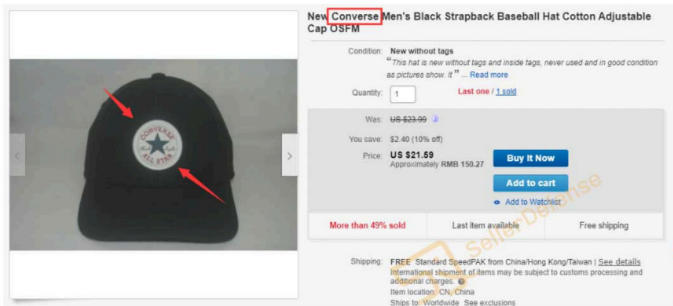 New Converse Men's Black Strapback Baseball Hat Cotton Adjustable
Cap OSFM
Condition: New without tags
“This hat is new without tags and inside tags, never used and in good condition
as pictures show. It ” ... Read more
Quantity: 1 Last one / 1 sold
Was: US $23.99
You save: $2.40 (10% off)
Price: US $21.59 Buy It Now
Approximately RMB 150.27
Add to cart
Add to Watchlist
More than 49% sold Last item available Free shipping
Shipping: FREE Standard SpeedPAK from China/Hong Kong/Taiwan | See details
International shipment of items may be subject to customs processing and
additional charges.
Item location: CN, China
Ships to: Worldwide See exclusions
CONVERSE
ALL STAR
SellerDefense